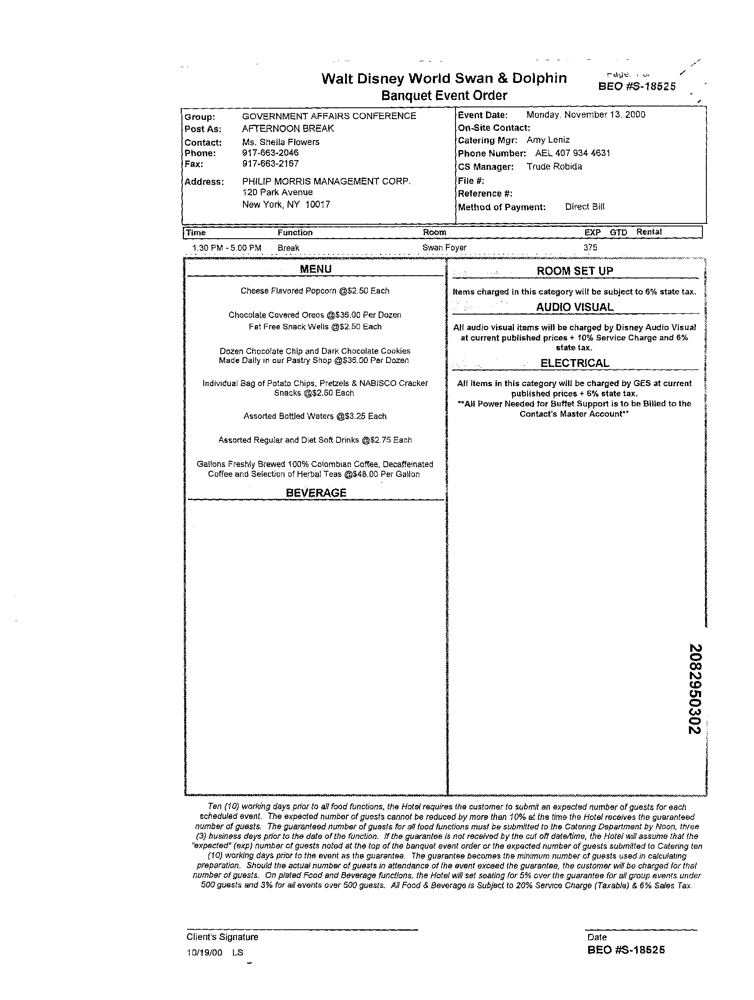 Walt Disney World Swan & Dolphin
Banquet Event Order
BEO #S-18525
Group: GOVERNMENT AFFAIRS CONFERENCE
Post As: AFTERNOON BREAK
Contact: Ms. Sheila Flowers
Phone: 917-663-2046
Fax: 917-663-2167
Address: PHILIP MORRIS MANAGEMENT CORP.
120 Park Avenue
New York, NY 10017
Event Date: Monday, November 13, 2000
On-Site Contact:
Catering Mgr: Amy Leniz
Phone Number: AEL 407 934 4631
CS Manager: Trude Robida
File #:
Reference #:
Method of Payment: Direct Bill
Time Function Room EXP GTD Rental
1:30 PM - 5:00 PM Break Swan Foyer 375
MENU
Cheese Flavored Popcorn @$2.50 Each
Chocolate Covered Oreos @$36.00 Per Dozen
Fat Free Snack Wells @$2.50 Each
Dozen Chocolate Chip and Dark Chocolate Cookies
Made Daily in our Pastry Shop @$36.00 Per Dozen
Individual Bag of Potato Chips, Pretzels & NABISCO Cracker
Snacks @$2.50 Each
Assorted Bottled Waters @$3.25 Each
Assorted Regular and Diet Soft Drinks @$2.75 Each
Gallons Freshly Brewed 100% Colombian Coffee, Decaffeinated
Coffee and Selection of Herbal Teas @$48.00 Per Gallon
BEVERAGE
ROOM SET UP
Items charged in this category will be subject to 6% state tax.
AUDIO VISUAL
All audio visual items will be charged by Disney Audio Visual
at current published prices + 10% Service Charge and 6%
state tax.
ELECTRICAL
All items in this category will be charged by GES at current
published prices + 6% state tax.
**All Power Needed for Buffet Support is to be Billed to the
Contact's Master Account**
2082950302
Ten (10) working days prior to all food functions, the Hotel requires the customer to submit an expected number of guests for each
scheduled event. The expected number of guests cannot be reduced by more than 10% at the time the Hotel receives the guaranteed
number of guests. The guaranteed number of guests for all food functions must be submitted to the Catering Department by Noon, three
(3) business days prior to the date of the function. If the guarantee is not received by the cut off date/time, the Hotel will assume that the
"expected" (exp) number of guests noted at the top of the banquet event order or the expected number of guests submitted to Catering ten
(10) working days prior to the event as the guarantee. The guarantee becomes the minimum number of guests used in calculating
preparation. Should the actual number of guests in attendance of the event exceed the guarantee, the customer will be charged for that
number of guests. On plated Food and Beverage functions, the Hotel will set seating for 5% over the guarantee for all group events under
500 guests and 3% for all events over 500 guests. All Food & Beverage is Subject to 20% Service Charge (Taxable) & 6% Sales Tax.
Client's Signature
Date
10/19/00 LS
BEO #S-18525